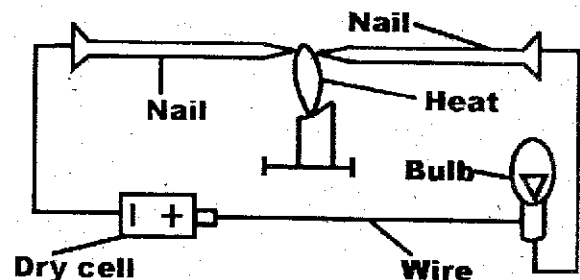 Nail
Nail
Heat
Bulb
I +
Dry cell
Wire